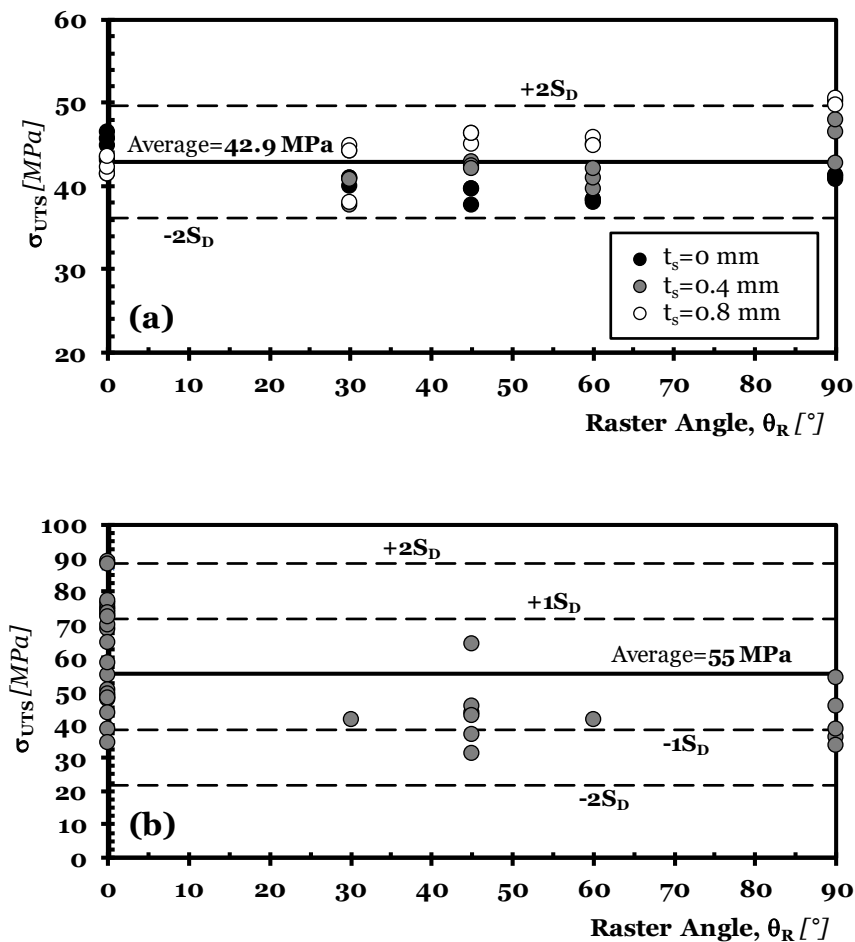 60
50
40
30
20
σUTS [MPa]
+2SD
Average=42.9 MPa
-2SD
ts=0 mm
ts=0.4 mm
ts=0.8 mm
(a)
0 10 20 30 40 50 60 70 80 90
Raster Angle, θR [°]
100
90
80
70
60
50
40
30
20
10
0
σUTS [MPa]
+2SD
+1SD
Average=55 MPa
-1SD
-2SD
(b)
0 10 20 30 40 50 60 70 80 90
Raster Angle, θR [°]